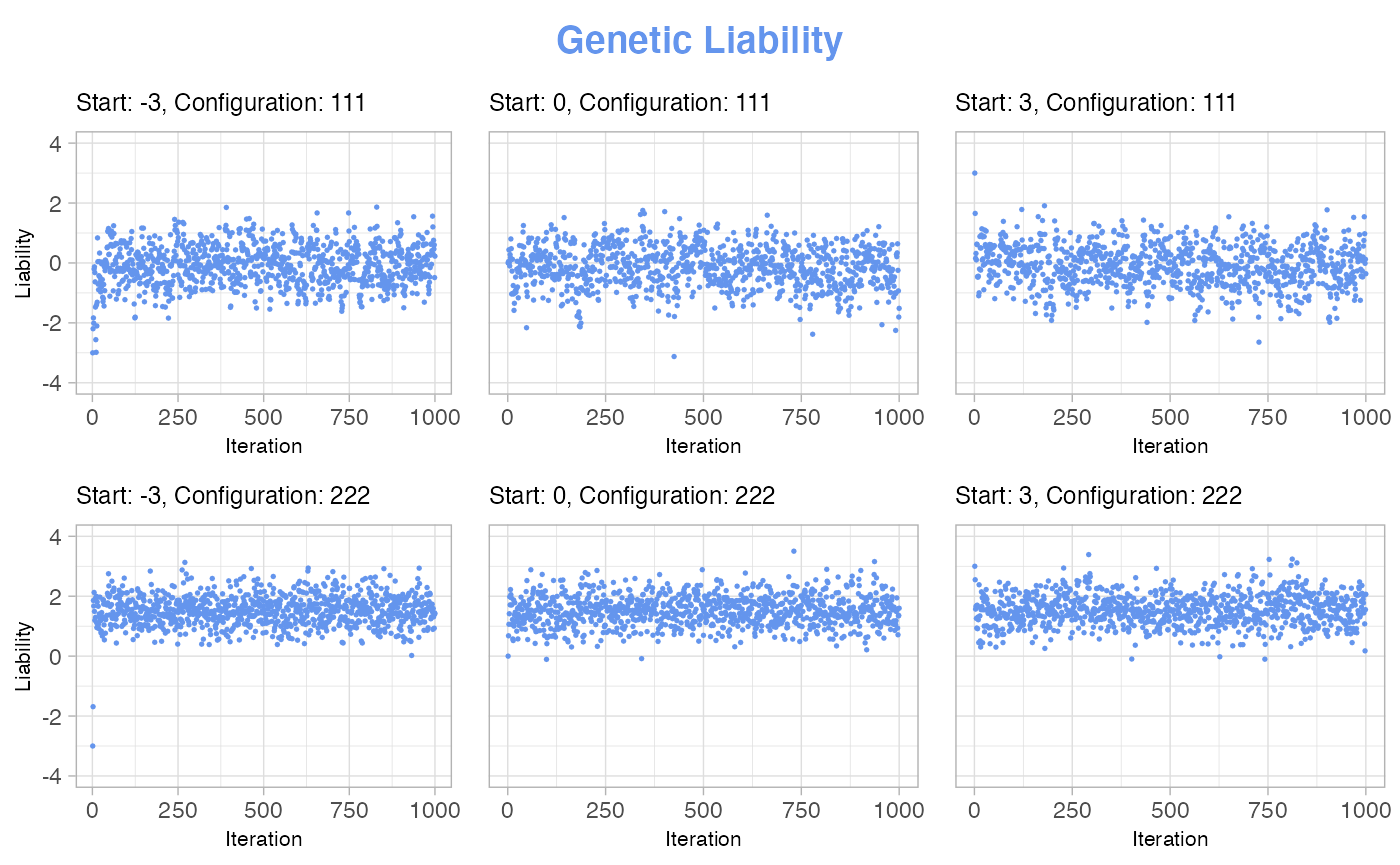 Genetic Liability
Start: -3, Configuration: 111
Start: 0, Configuration: 111
Start: 3, Configuration: 111
4
2
0
-2
-4
Liability
0 250 500 750 1000
0 250 500 750 1000
0 250 500 750 1000
Iteration
Iteration
Iteration
Start: -3, Configuration: 222
Start: 0, Configuration: 222
Start: 3, Configuration: 222
4
2
0
-2
-4
Liability
0 250 500 750 1000
0 250 500 750 1000
0 250 500 750 1000
Iteration
Iteration
Iteration